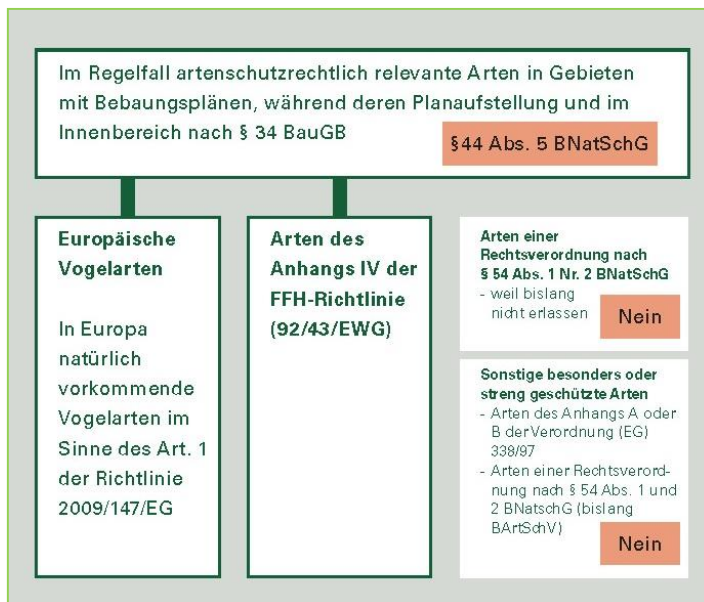 Im Regelfall artenschutzrechtlich relevante Arten in Gebieten
mit Bebaungsplänen, während deren Planaufstellung und im
Innenbereich nach § 34 BauGB
§44 Abs. 5 BNatSchG
Europäische
Vogelarten
In Europa
natürlich
vorkommende
Vogelarten im
Sinne des Art. 1
der Richtlinie
2009/147/EG
Arten des
Anhangs IV der
FFH-Richtlinie
(92/43/EWG)
Arten einer
Rechtsverordnung nach
§ 54 Abs. 1 Nr. 2 BNatSchG
- weil bislang
nicht erlassen
Nein
Sonstige besonders oder
streng geschützte Arten
- Arten des Anhangs A oder
B der Verordnung (EG)
338/97
- Arten einer Rechtsverord-
nung nach § 54 Abs. 1 und
2 BNatschG (bislang
BArtSchV)
Nein